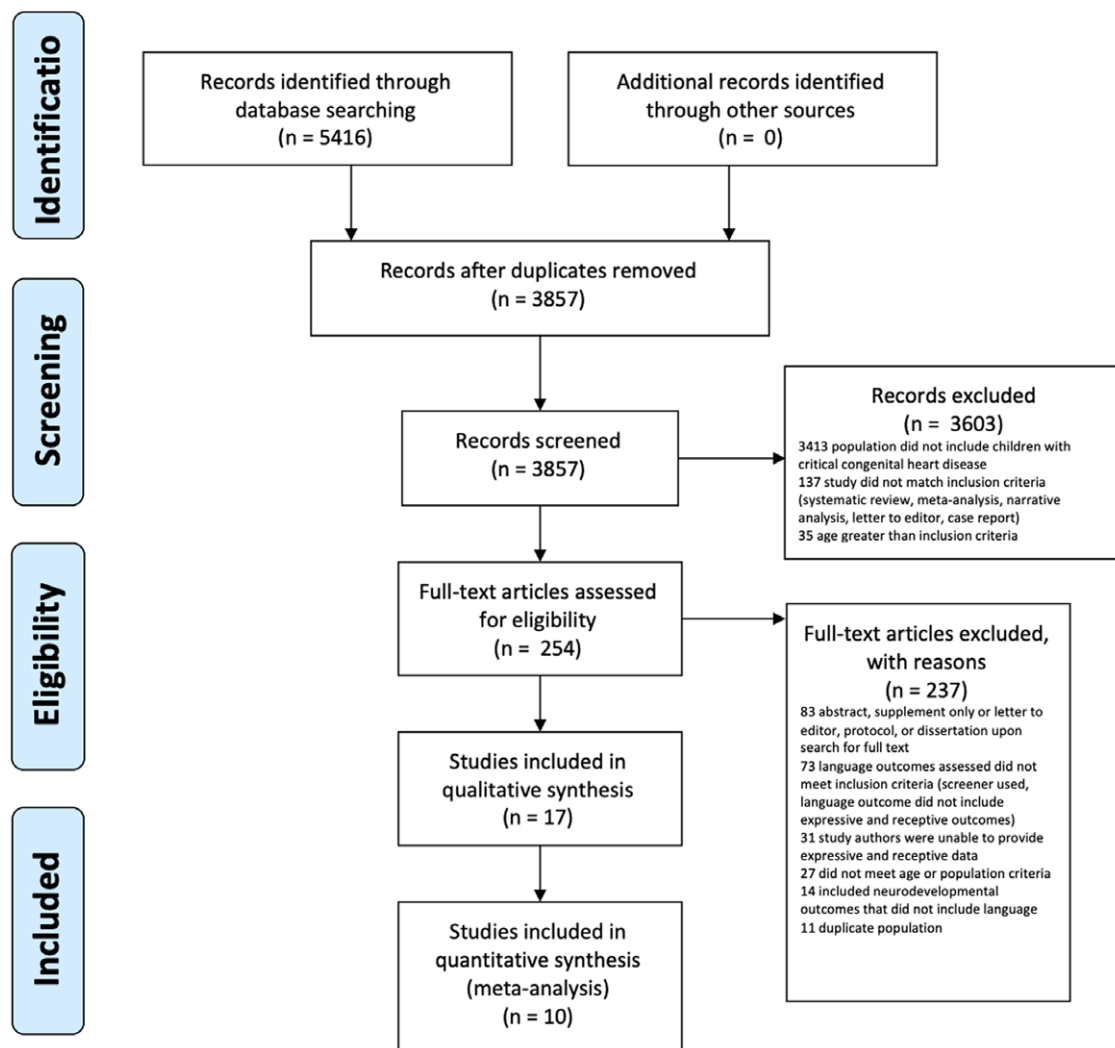 Identificatio
Records identified through
database searching
(n = 5416)
Additional records identified
through other sources
(n =  0)
Records after duplicates removed
(n = 3857)
Screening
Records screened
(n = 3857)
Records excluded
(n =  3603)
3413 population did not include children with
critical congenital heart disease
137 study did not match inclusion criteria
(systematic review, meta-analysis, narrative
analysis, letter to editor, case report)
35 age greater than inclusion criteria
Eligibility
Full-text articles assessed
for eligibility
(n =  254)
Full-text articles excluded,
with reasons
(n = 237)
83 abstract, supplement only or letter to
editor, protocol, or dissertation upon
search for full text
73 language outcomes assessed did not
meet inclusion criteria (screener used,
language outcome did not include
expressive and receptive outcomes)
31 study authors were unable to provide
expressive and receptive data
27 did not meet age or population criteria
14 included neurodevelopmental
outcomes that did not include language
11 duplicate population
Studies included in
qualitative synthesis
(n = 17)
Included
Studies included in
quantitative synthesis
(meta-analysis)
(n = 10)